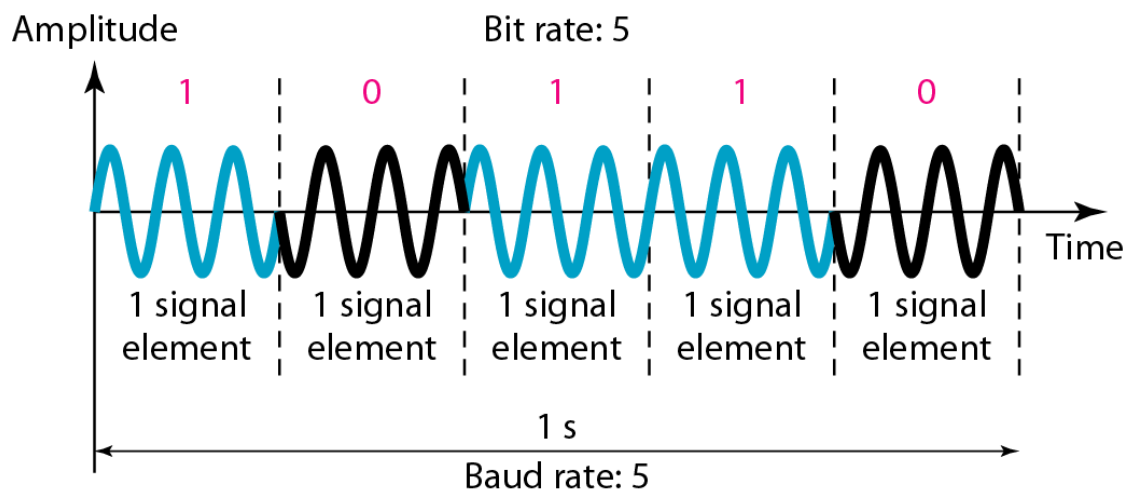 Amplitude
Bit rate: 5
1 0 1 1 0
Time
1 signal 1 signal 1 signal 1 signal 1 signal
element element element element element
1 s
Baud rate: 5